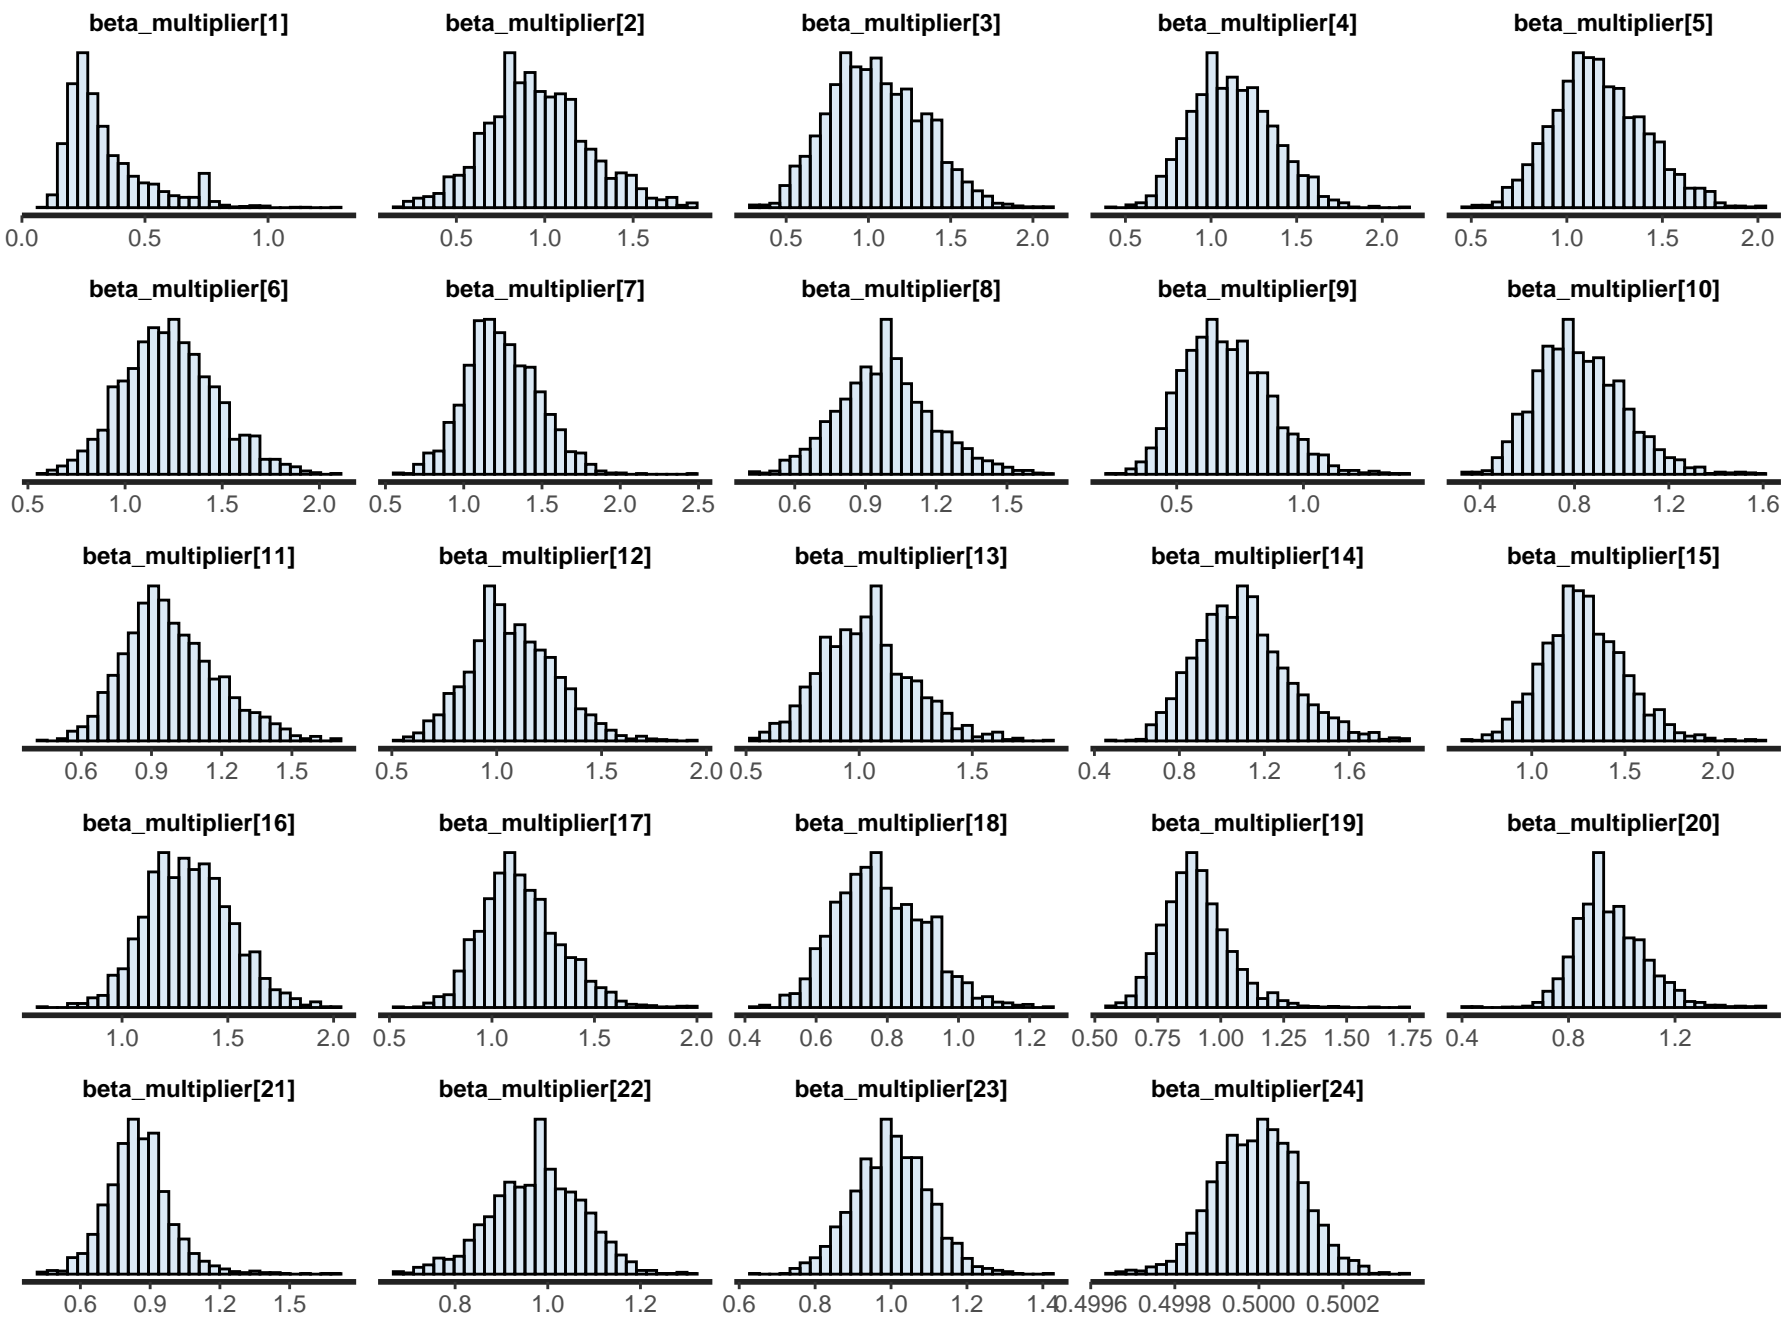 beta_multiplier[1] beta_multiplier[2] beta_multiplier[3] beta_multiplier[4] beta_multiplier[5]
0.0 0.5 1.0 0.5 1.0 1.5 0.5 1.0 1.5 2.0 0.5 1.0 1.5 2.0 0.5 1.0 1.5 2.0
beta_multiplier[6] beta_multiplier[7] beta_multiplier[8] beta_multiplier[9] beta_multiplier[10]
0.5 1.0 1.5 2.0 0.5 1.0 1.5 2.0 2.5 0.6 0.9 1.2 1.5 0.5 1.0 0.4 0.8 1.2 1.6
beta_multiplier[11] beta_multiplier[12] beta_multiplier[13] beta_multiplier[14] beta_multiplier[15]
0.6 0.9 1.2 1.5 0.5 1.0 1.5 2.0 0.5 1.0 1.5 0.4 0.8 1.2 1.6 1.0 1.5 2.0
beta_multiplier[16] beta_multiplier[17] beta_multiplier[18] beta_multiplier[19] beta_multiplier[20]
1.0 1.5 2.0 0.5 1.0 1.5 2.0 0.4 0.6 0.8 1.0 1.2 0.50 0.75 1.00 1.25 1.50 1.75 0.4 0.8 1.2
beta_multiplier[21] beta_multiplier[22] beta_multiplier[23] beta_multiplier[24]
0.6 0.9 1.2 1.5 0.8 1.0 1.2 0.6 0.8 1.0 1.2 1.4 0.4996 0.4998 0.5000 0.5002